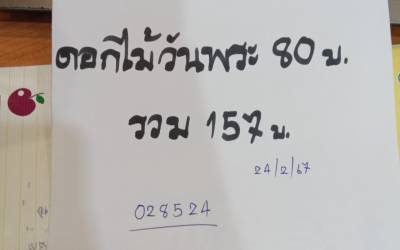 ดอกไม้วันพระ 80 บ.
รวม 157 บ.
24/2/67
028524